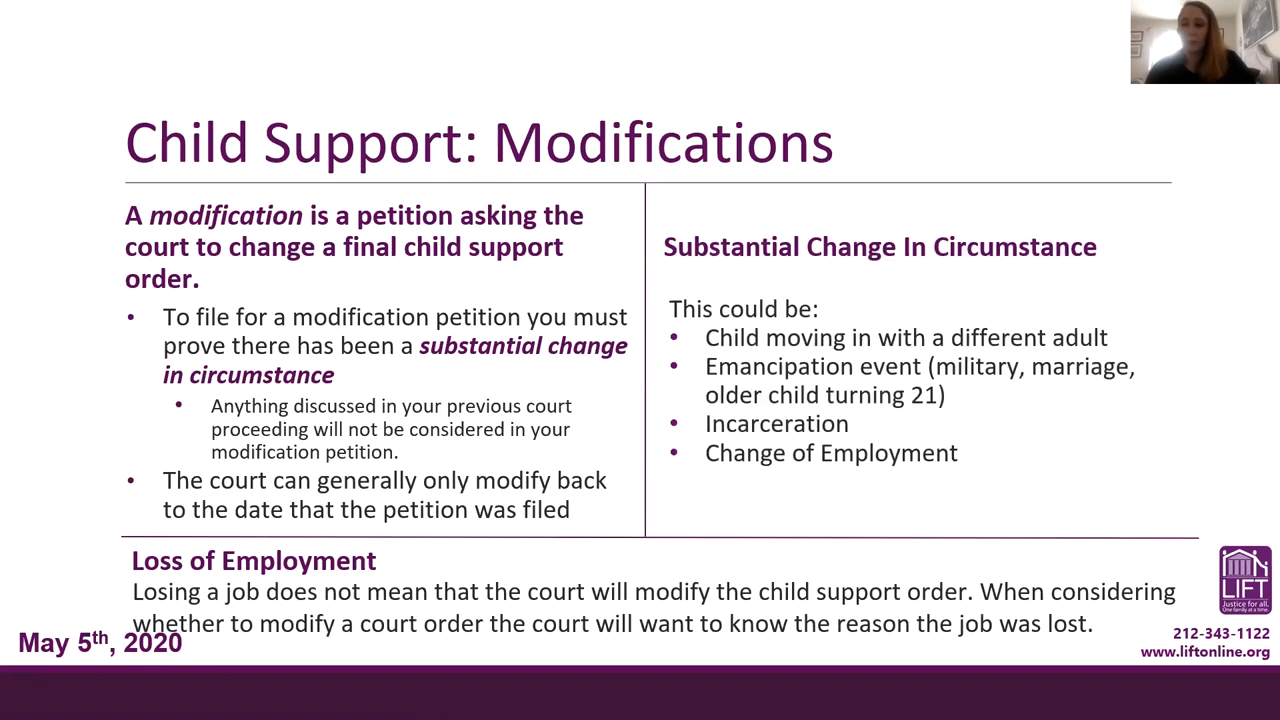 Child Support: Modifications
A modification is a petition asking the
court to change a final child support
order.
• To file for a modification petition you must
prove there has been a substantial change
in circumstance
• Anything discussed in your previous court
proceeding will not be considered in your
modification petition.
• The court can generally only modify back
to the date that the petition was filed
Substantial Change In Circumstance
This could be:
• Child moving in with a different adult
• Emancipation event (military, marriage,
older child turning 21)
• Incarceration
• Change of Employment
Loss of Employment
Losing a job does not mean that the court will modify the child support order. When considering
whether to modify a court order the court will want to know the reason the job was lost.
May 5th, 2020
LIFT
Justice for all.
One family at a time.
212-343-1122
www.liftonline.org